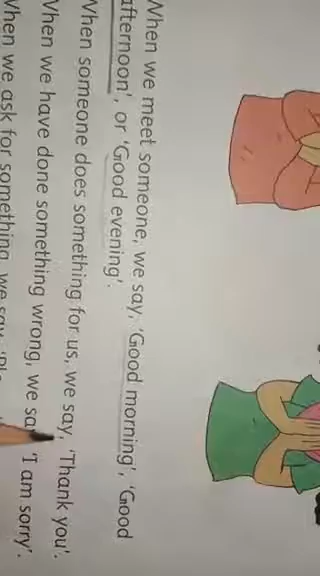 When we meet someone, we say, 'Good morning', 'Good
afternoon', or 'Good evening'.
When someone does something for us, we say, 'Thank you'.
When we have done something wrong, we sa 'I am sorry'.
When we ask for something, we say,